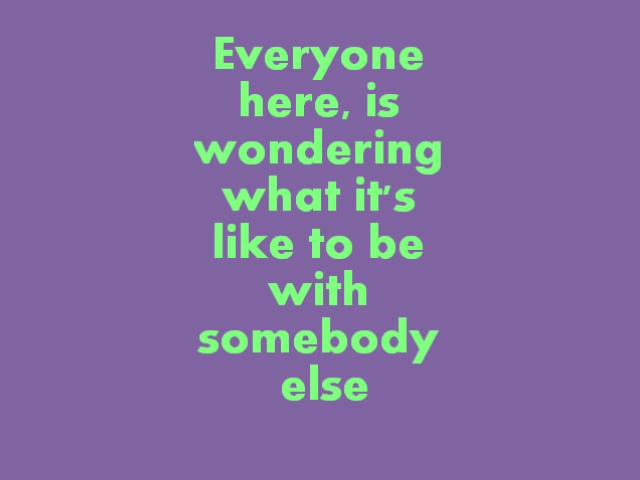 Everyone
here, is
wondering
what it's
like to be
with
somebody
else